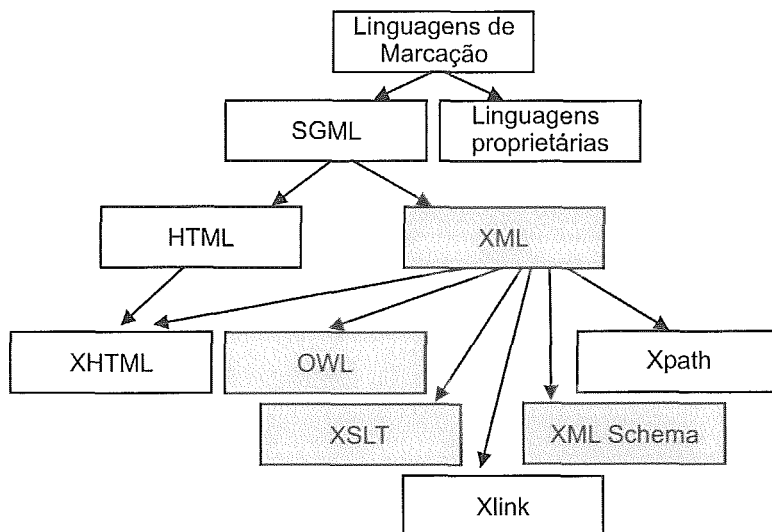 Linguagens de
Marcação
SGML
Linguagens
proprietárias
HTML
XML
XHTML
OWL
Xpath
XSLT
XML Schema
Xlink